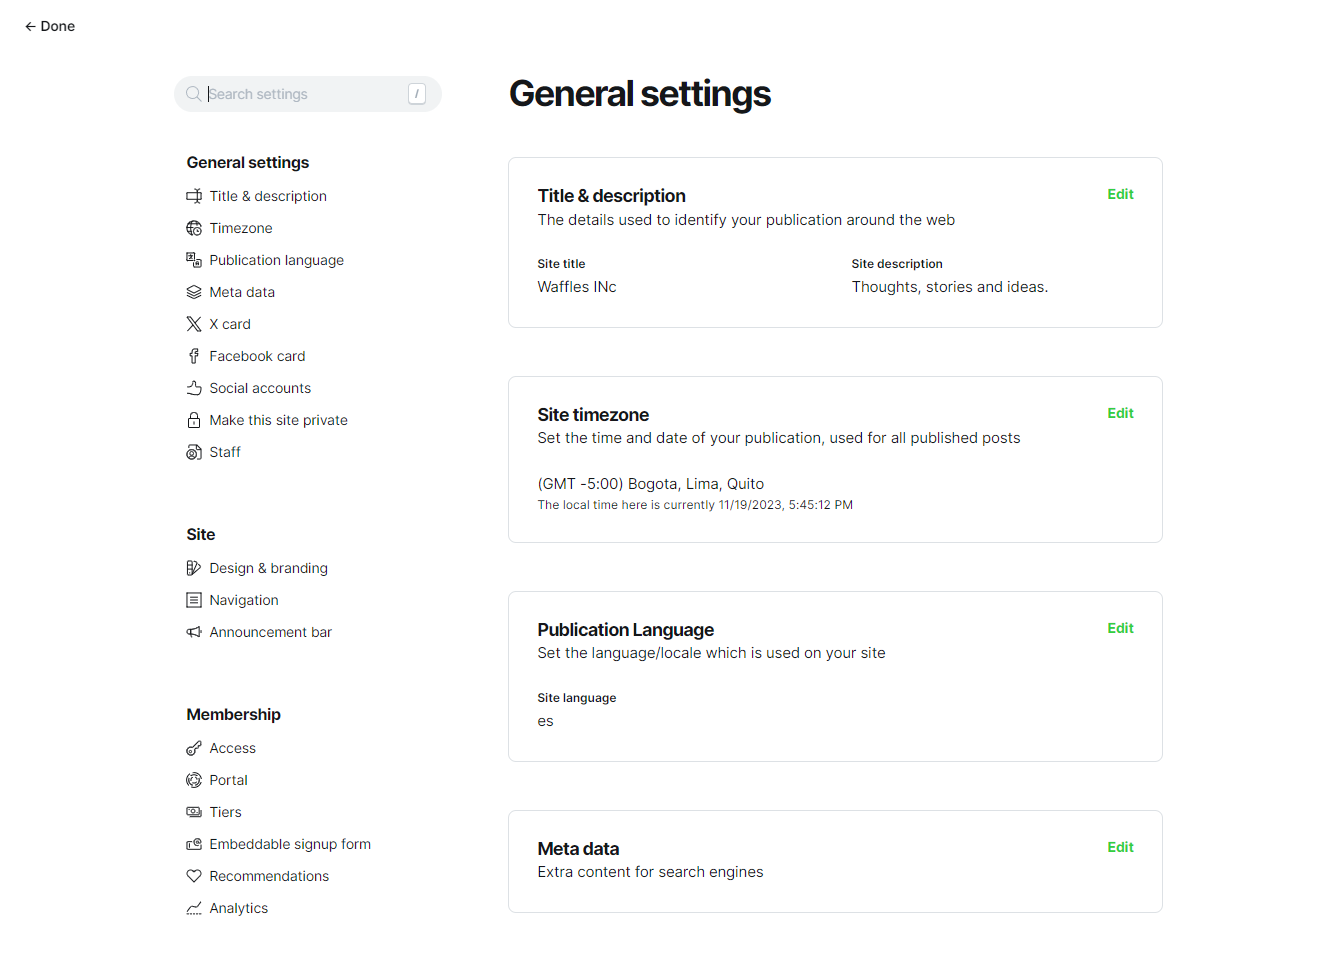 ← Done
Search settings /
General settings
Title & description
Timezone
Publication language
Meta data
X card
Facebook card
Social accounts
Make this site private
Staff
Site
Design & branding
Navigation
Announcement bar
Membership
Access
Portal
Tiers
Embeddable signup form
Recommendations
Analytics
General settings
Title & description
Edit
The details used to identify your publication around the web
Site title
Waffles INc
Site description
Thoughts, stories and ideas.
Site timezone
Edit
Set the time and date of your publication, used for all published posts
(GMT -5:00) Bogota, Lima, Quito
The local time here is currently 11/19/2023, 5:45:12 PM
Publication Language
Edit
Set the language/locale which is used on your site
Site language
es
Meta data
Edit
Extra content for search engines